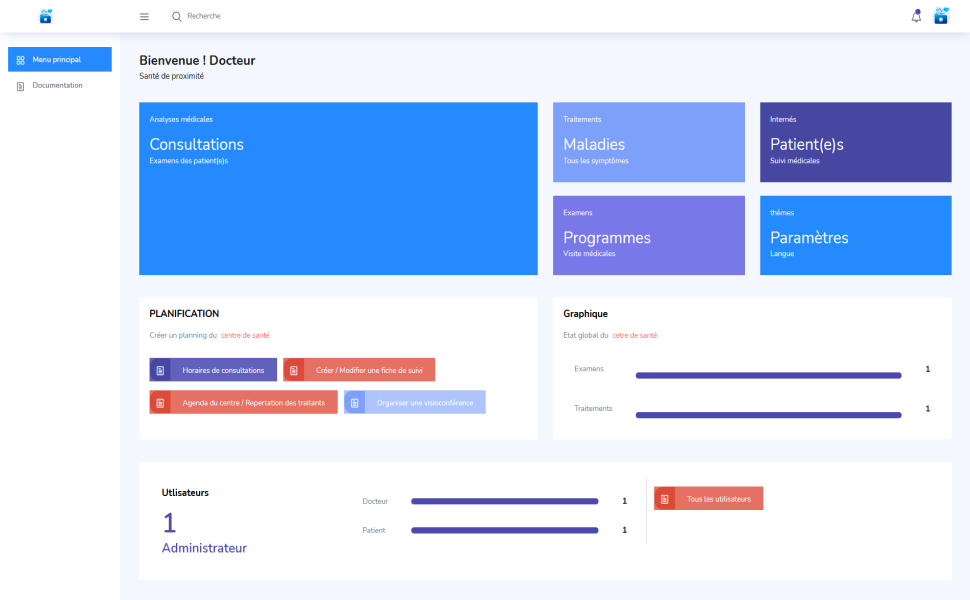 Recherche
Menu principal
Documentation
Bienvenue ! Docteur
Santé de proximité
Analyses médicales
Consultations
Examens des patient(e)s
Traitements
Maladies
Tous les symptômes
Internés
Patient(e)s
Suivi médicales
Examens
Programmes
Visite médicales
thèmes
Paramètres
Langue
PLANIFICATION
Créer un planning du centre de santé
Horaires de consultations
Créer / Modifier une fiche de suivi
Agenda du centre / Repertation des traitants
Organiser une visioconférence
Graphique
Etat global du cetre de santé
Examens 1
Traitements 1
Utlisateurs
1
Administrateur
Docteur 1
Patient 1
Tous les utilisateurs